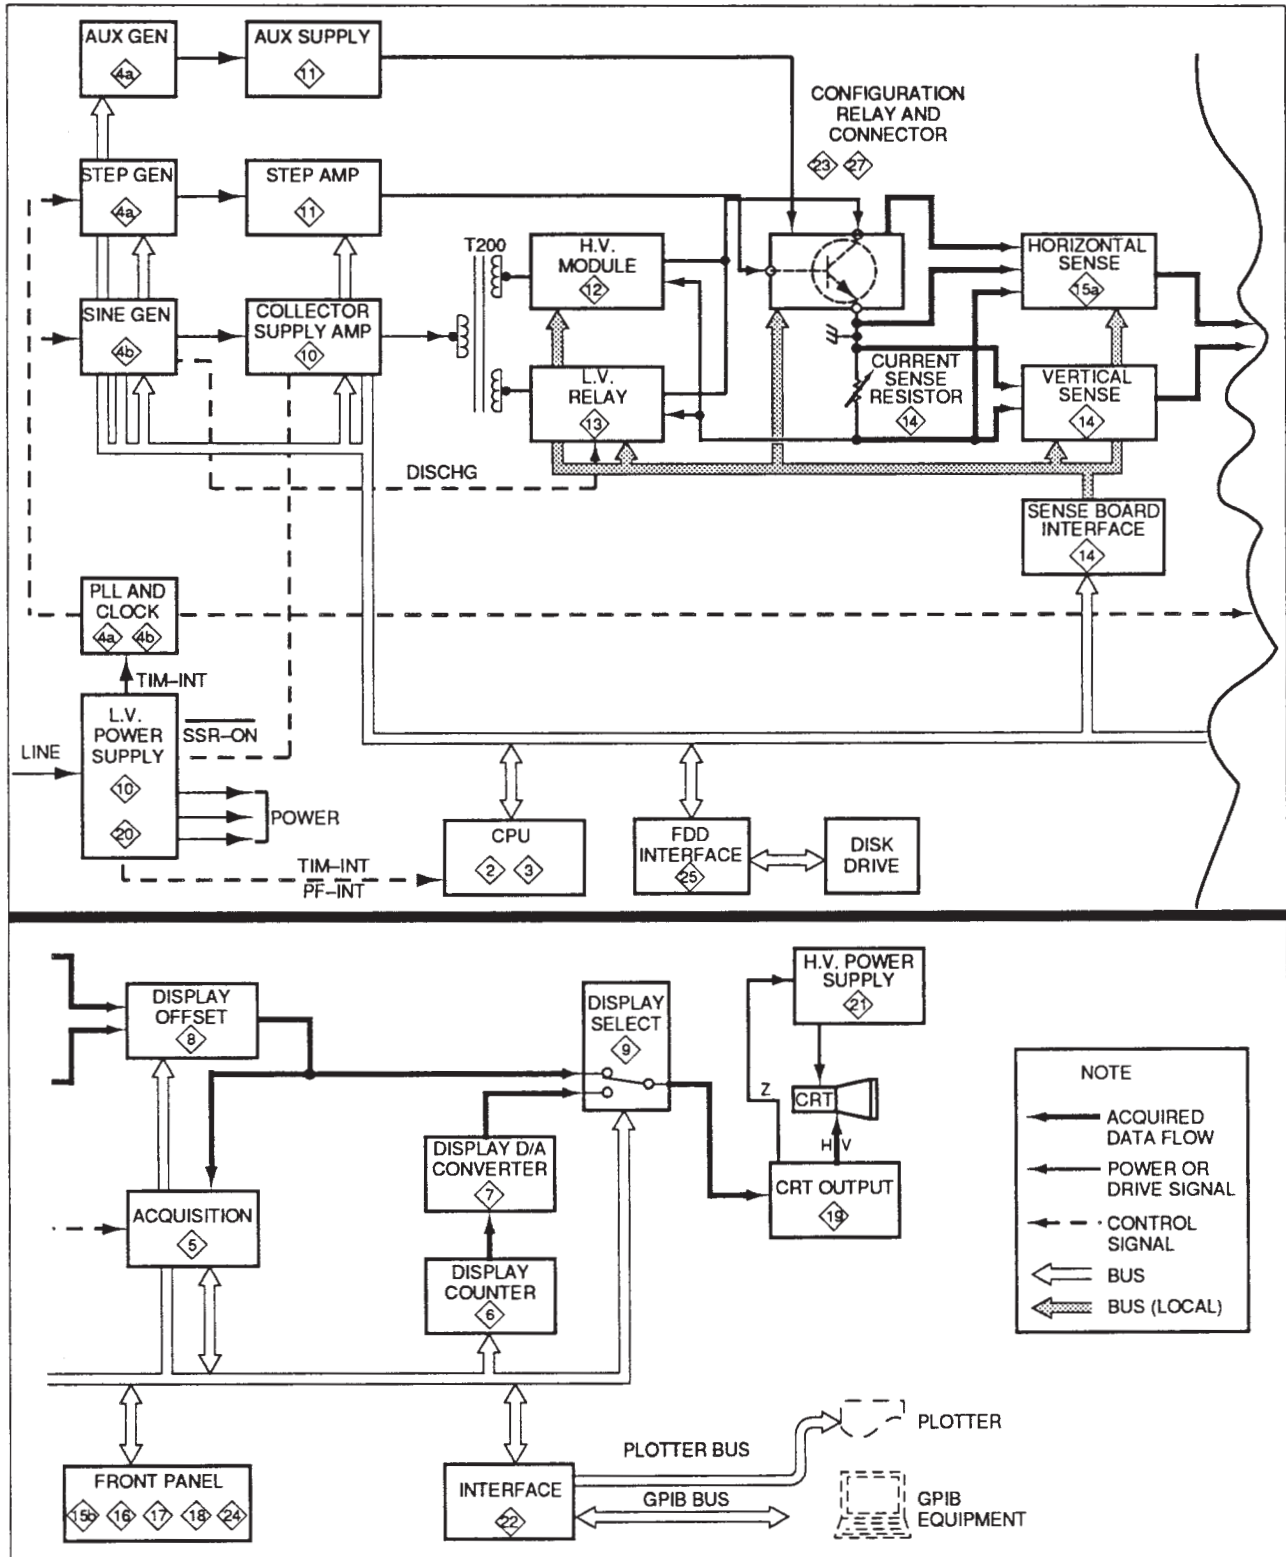 AUX GEN
4a
AUX SUPPLY
11
CONFIGURATION
RELAY AND
CONNECTOR
23 27
STEP GEN
4a
STEP AMP
11
T200
H.V.
MODULE
12
HORIZONTAL
SENSE
15a
SINE GEN
4b
COLLECTOR
SUPPLY AMP
10
L.V.
RELAY
13
CURRENT
SENSE
RESISTOR
14
VERTICAL
SENSE
14
DISCHG
SENSE BOARD
INTERFACE
14
PLL AND
CLOCK
4a 4b
TIM–INT
L.V.
POWER
SUPPLY
10
20
SSR–ON
LINE
POWER
TIM–INT
PF–INT
CPU
2 3
FDD
INTERFACE
25
DISK
DRIVE
DISPLAY
OFFSET
8
DISPLAY
SELECT
9
H.V. POWER
SUPPLY
21
Z
CRT
H V
CRT OUTPUT
19
DISPLAY D/A
CONVERTER
7
ACQUISITION
5
DISPLAY
COUNTER
6
NOTE
ACQUIRED
DATA FLOW
POWER OR
DRIVE SIGNAL
CONTROL
SIGNAL
BUS
BUS (LOCAL)
FRONT PANEL
15b 16 17 18 24
INTERFACE
22
PLOTTER BUS
PLOTTER
GPIB BUS
GPIB
EQUIPMENT